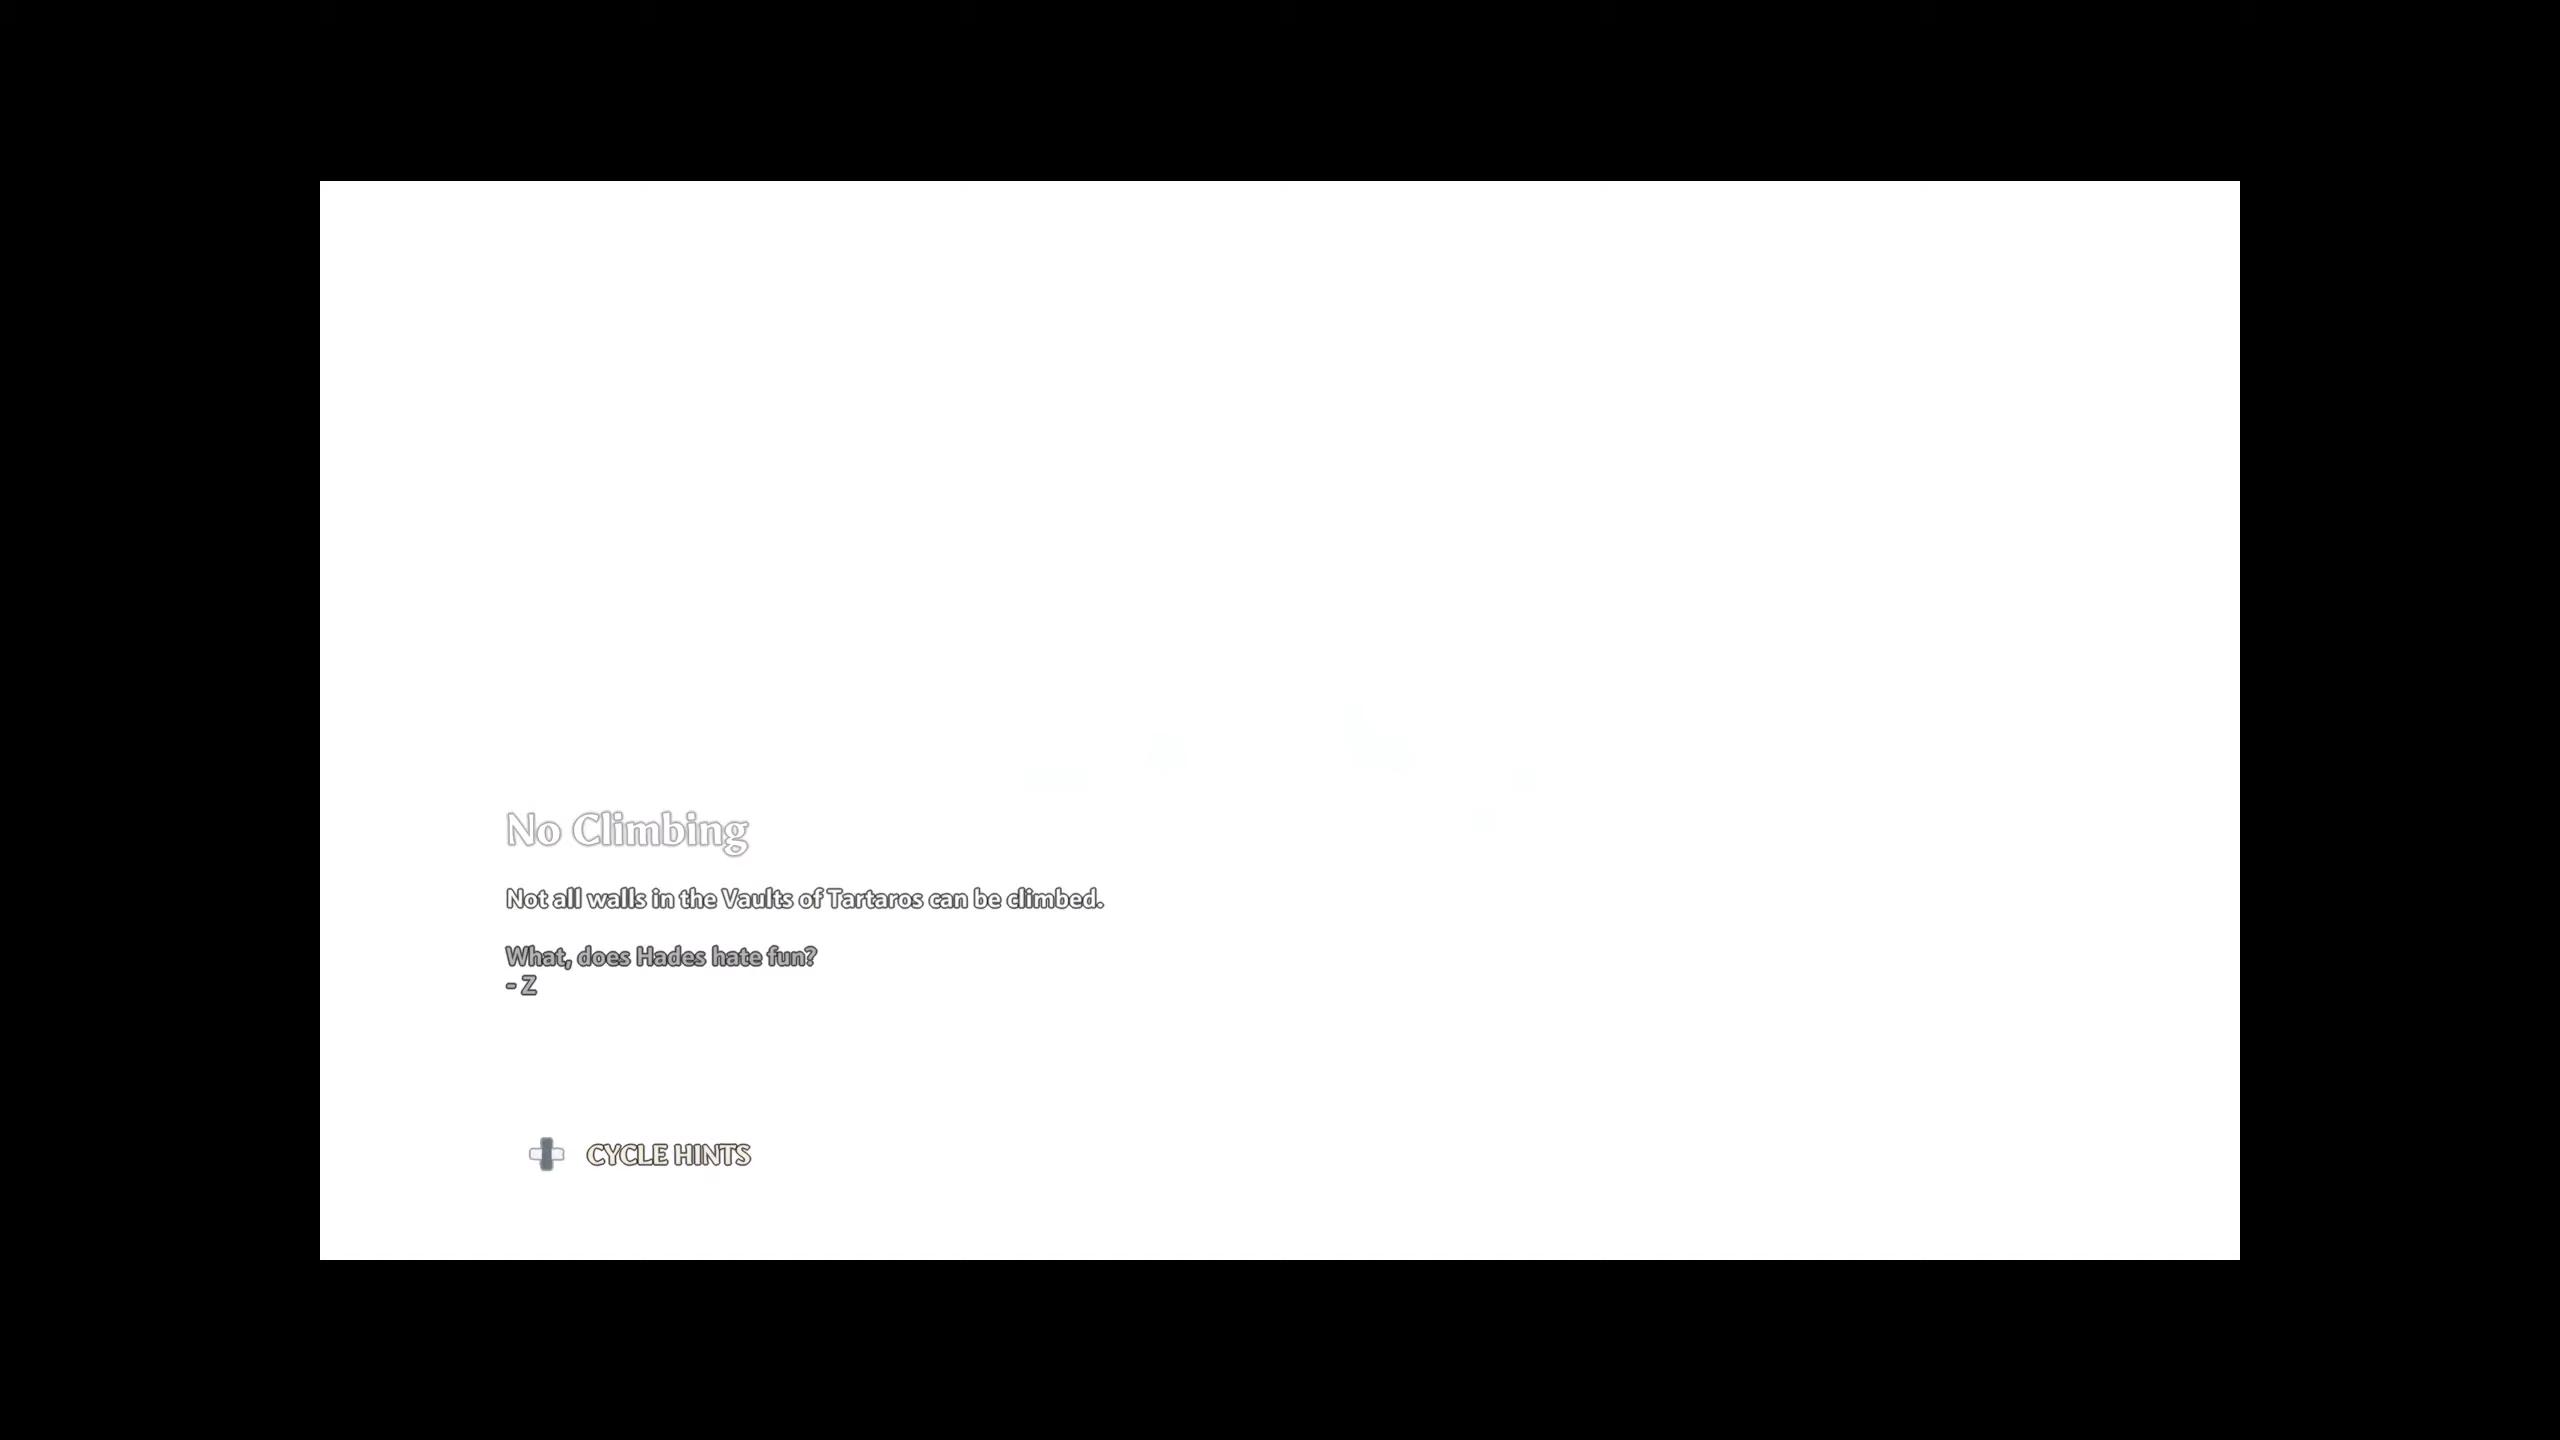 No Climbing
Not all walls in the Vaults of Tartaros can be climbed.
What, does Hades hate fun?
- Z
CYCLE HINTS